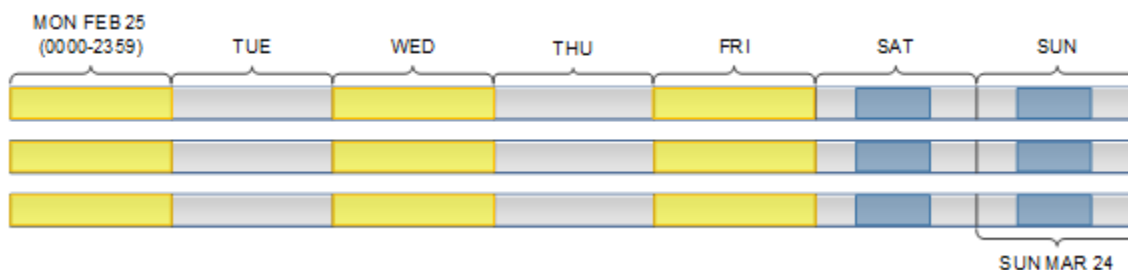 MON FEB 25
(0000-2359)
TUE
WED
THU
FRI
SAT
SUN
SUN MAR 24